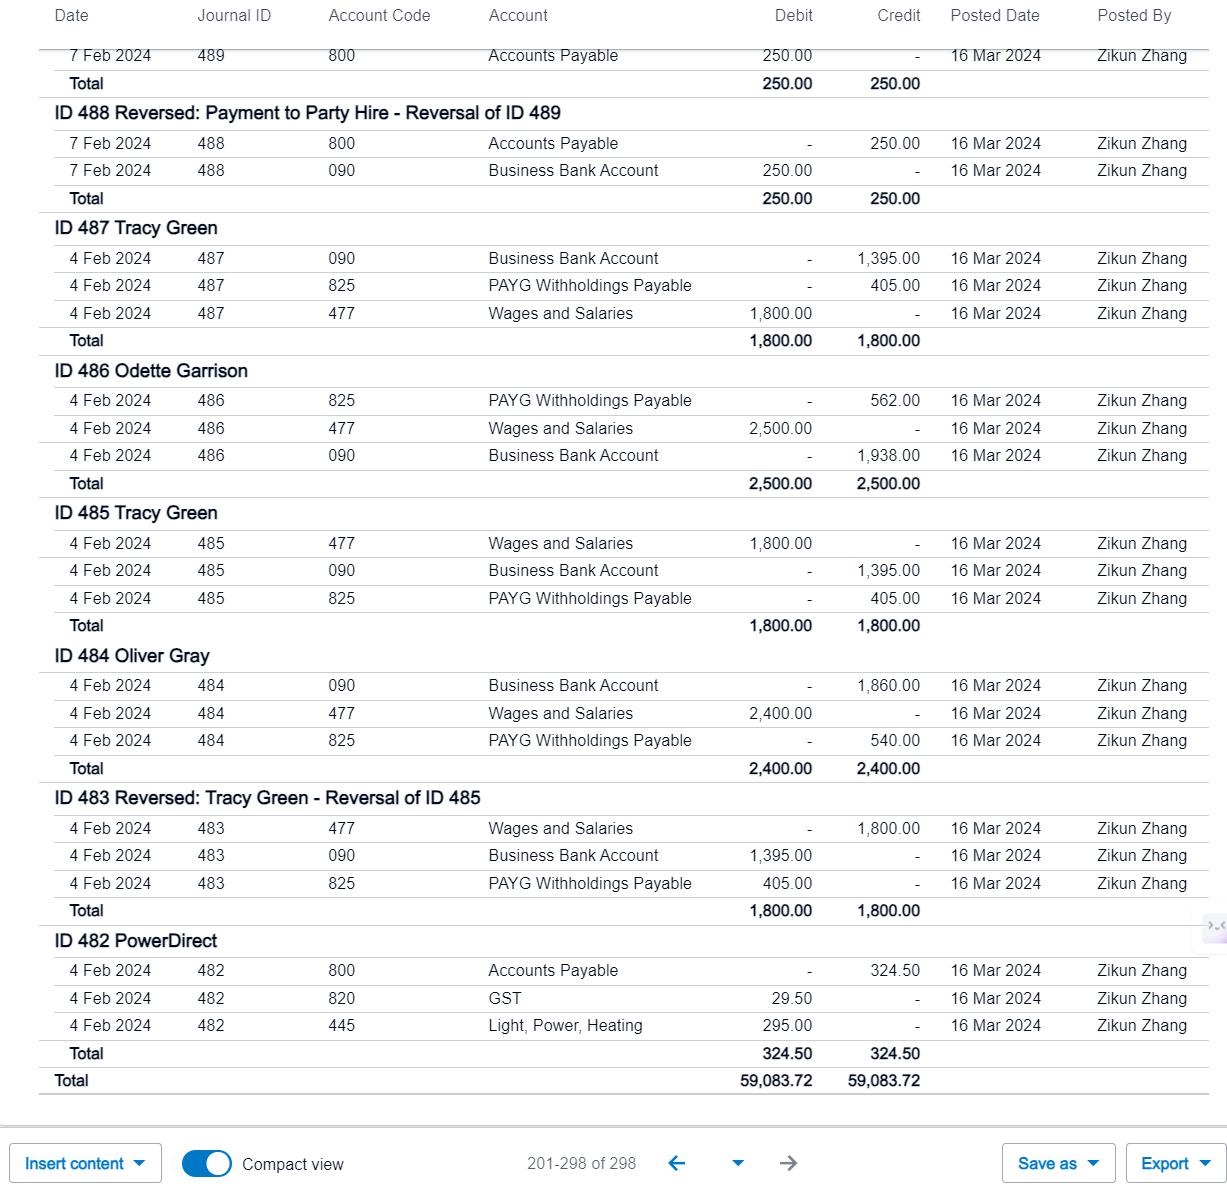 Date Journal ID Account Code Account Debit Credit Posted Date Posted By
7 Feb 2024 489 800 Accounts Payable 250.00 - 16 Mar 2024 Zikun Zhang
Total 250.00 250.00
ID 488 Reversed: Payment to Party Hire - Reversal of ID 489
7 Feb 2024 488 800 Accounts Payable - 250.00 16 Mar 2024 Zikun Zhang
7 Feb 2024 488 090 Business Bank Account 250.00 - 16 Mar 2024 Zikun Zhang
Total 250.00 250.00
ID 487 Tracy Green
4 Feb 2024 487 090 Business Bank Account - 1,395.00 16 Mar 2024 Zikun Zhang
4 Feb 2024 487 825 PAYG Withholdings Payable - 405.00 16 Mar 2024 Zikun Zhang
4 Feb 2024 487 477 Wages and Salaries 1,800.00 - 16 Mar 2024 Zikun Zhang
Total 1,800.00 1,800.00
ID 486 Odette Garrison
4 Feb 2024 486 825 PAYG Withholdings Payable - 562.00 16 Mar 2024 Zikun Zhang
4 Feb 2024 486 477 Wages and Salaries 2,500.00 - 16 Mar 2024 Zikun Zhang
4 Feb 2024 486 090 Business Bank Account - 1,938.00 16 Mar 2024 Zikun Zhang
Total 2,500.00 2,500.00
ID 485 Tracy Green
4 Feb 2024 485 477 Wages and Salaries 1,800.00 - 16 Mar 2024 Zikun Zhang
4 Feb 2024 485 090 Business Bank Account - 1,395.00 16 Mar 2024 Zikun Zhang
4 Feb 2024 485 825 PAYG Withholdings Payable - 405.00 16 Mar 2024 Zikun Zhang
Total 1,800.00 1,800.00
ID 484 Oliver Gray
4 Feb 2024 484 090 Business Bank Account - 1,860.00 16 Mar 2024 Zikun Zhang
4 Feb 2024 484 477 Wages and Salaries 2,400.00 - 16 Mar 2024 Zikun Zhang
4 Feb 2024 484 825 PAYG Withholdings Payable - 540.00 16 Mar 2024 Zikun Zhang
Total 2,400.00 2,400.00
ID 483 Reversed: Tracy Green - Reversal of ID 485
4 Feb 2024 483 477 Wages and Salaries - 1,800.00 16 Mar 2024 Zikun Zhang
4 Feb 2024 483 090 Business Bank Account 1,395.00 - 16 Mar 2024 Zikun Zhang
4 Feb 2024 483 825 PAYG Withholdings Payable 405.00 - 16 Mar 2024 Zikun Zhang
Total 1,800.00 1,800.00
ID 482 PowerDirect
4 Feb 2024 482 800 Accounts Payable - 324.50 16 Mar 2024 Zikun Zhang
4 Feb 2024 482 820 GST 29.50 - 16 Mar 2024 Zikun Zhang
4 Feb 2024 482 445 Light, Power, Heating 295.00 - 16 Mar 2024 Zikun Zhang
Total 324.50 324.50
Total 59,083.72 59,083.72
Insert content Compact view 201-298 of 298 Save as Export